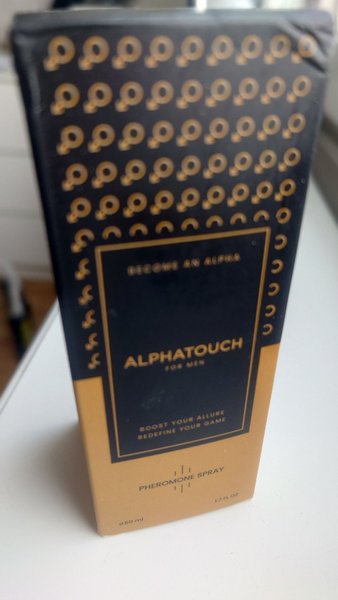 BECOME AN ALPHA
ALPHATOUCH
FOR MEN
BOOST YOUR ALLURE
REDEFINE YOUR GAME
PHEROMONE SPRAY
℮50 ml
1.7 FL OZ